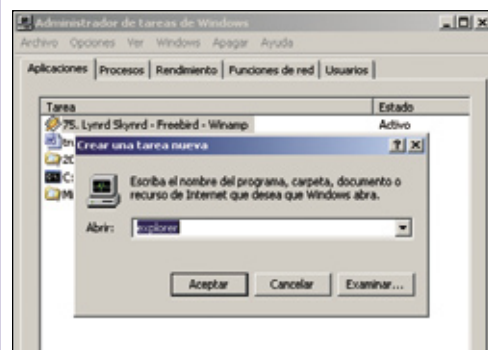 Administrador de tareas de Windows
Archivo Opciones Ver Windows Apagar Ayuda
Aplicaciones Procesos Rendimiento Funciones de red Usuarios
Tarea Estado
75. Lynrd Skynrd - Freebird - Winamp Activo
Crear una tarea nueva
Escriba el nombre del programa, carpeta, documento o
recurso de Internet que desea que Windows abra.
Abrir: explorer
Aceptar Cancelar Examinar...